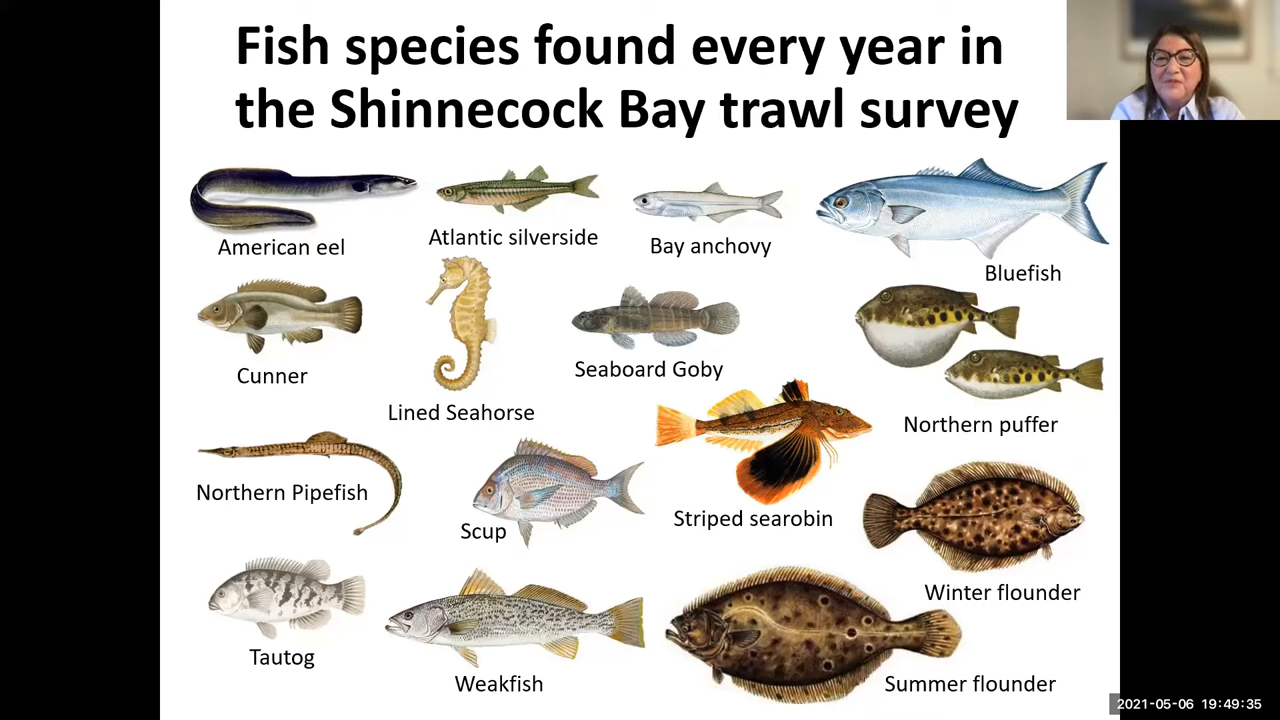 Fish species found every year in
the Shinnecock Bay trawl survey
American eel
Atlantic silverside
Bay anchovy
Bluefish
Cunner
Lined Seahorse
Seaboard Goby
Northern puffer
Northern Pipefish
Scup
Striped searobin
Winter flounder
Tautog
Weakfish
Summer flounder
2021-05-06 19:49:35